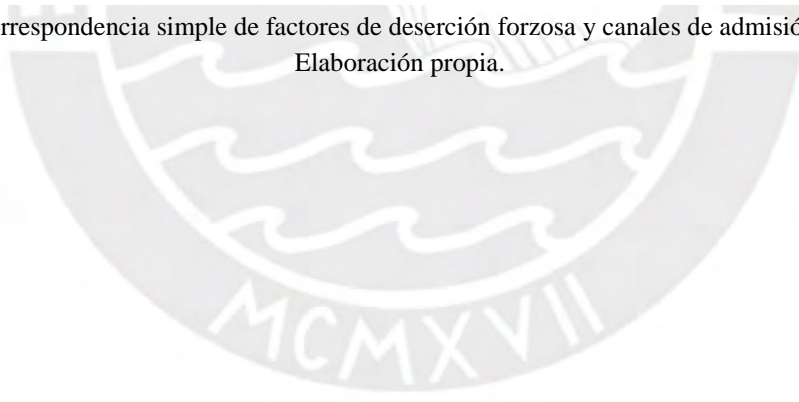 rrespondencia simple de factores de deserción forzosa y canales de admisió
Elaboración propia.
MCMXVII